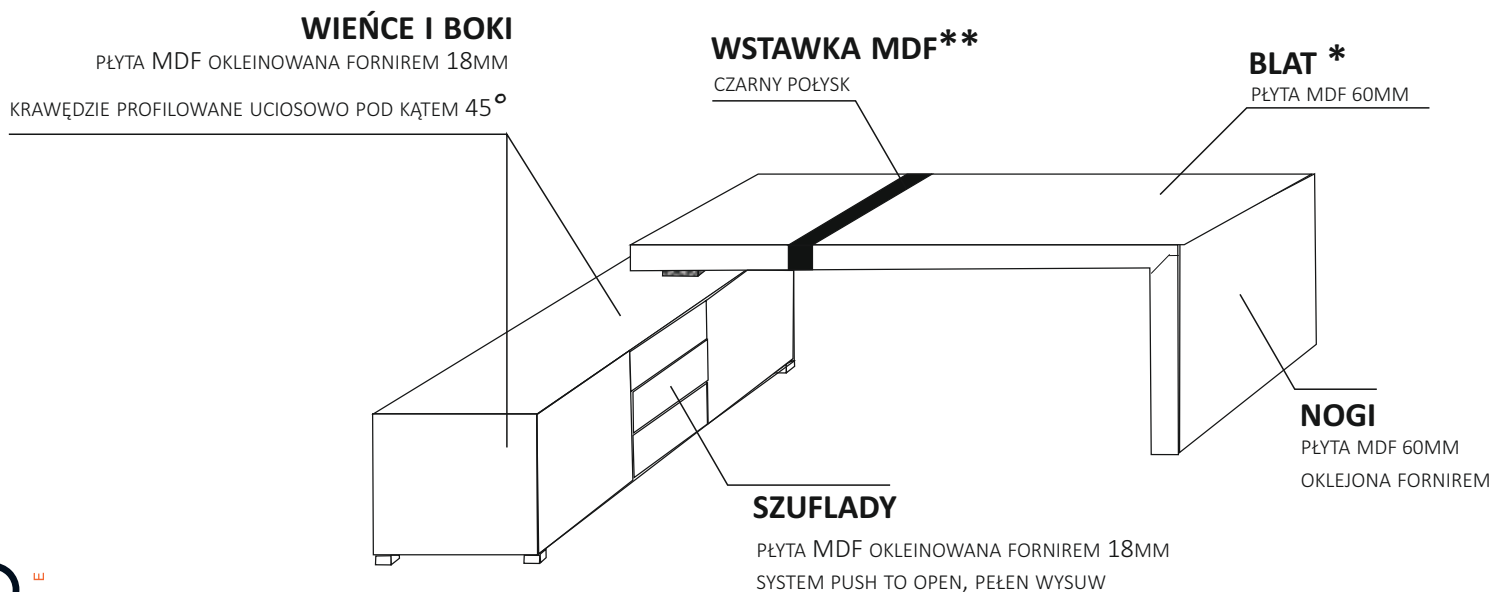 WIEŃCE I BOKI
PŁYTA MDF OKLEINOWANA FORNIREM 18MM
KRAWĘDZIE PROFILOWANE UCIOSOWO POD KĄTEM 45°
WSTAWKA MDF**
CZARNY POŁYSK
BLAT *
PŁYTA MDF 60MM
NOGI
PŁYTA MDF 60MM
OKLEJONA FORNIREM
SZUFLADY
PŁYTA MDF OKLEINOWANA FORNIREM 18MM
SYSTEM PUSH TO OPEN, PEŁEN WYSUW
E